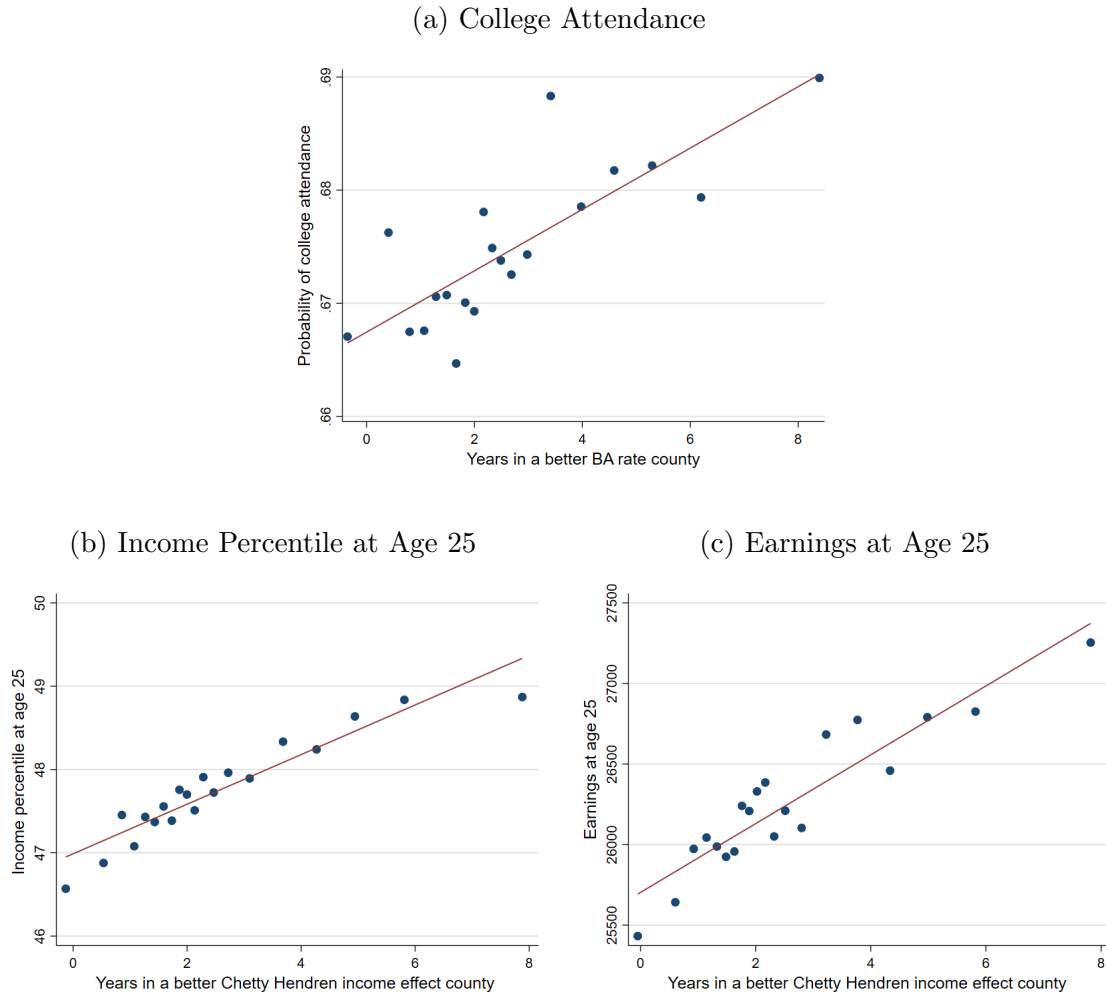 (a) College Attendance
.69
.68
.67
.66
Probability of college attendance
0 2 4 6 8
Years in a better BA rate county
(b) Income Percentile at Age 25
50
49
48
47
46
Income percentile at age 25
0 2 4 6 8
Years in a better Chetty Hendren income effect county
(c) Earnings at Age 25
27500
27000
26500
26000
25500
Earnings at age 25
0 2 4 6 8
Years in a better Chetty Hendren income effect county